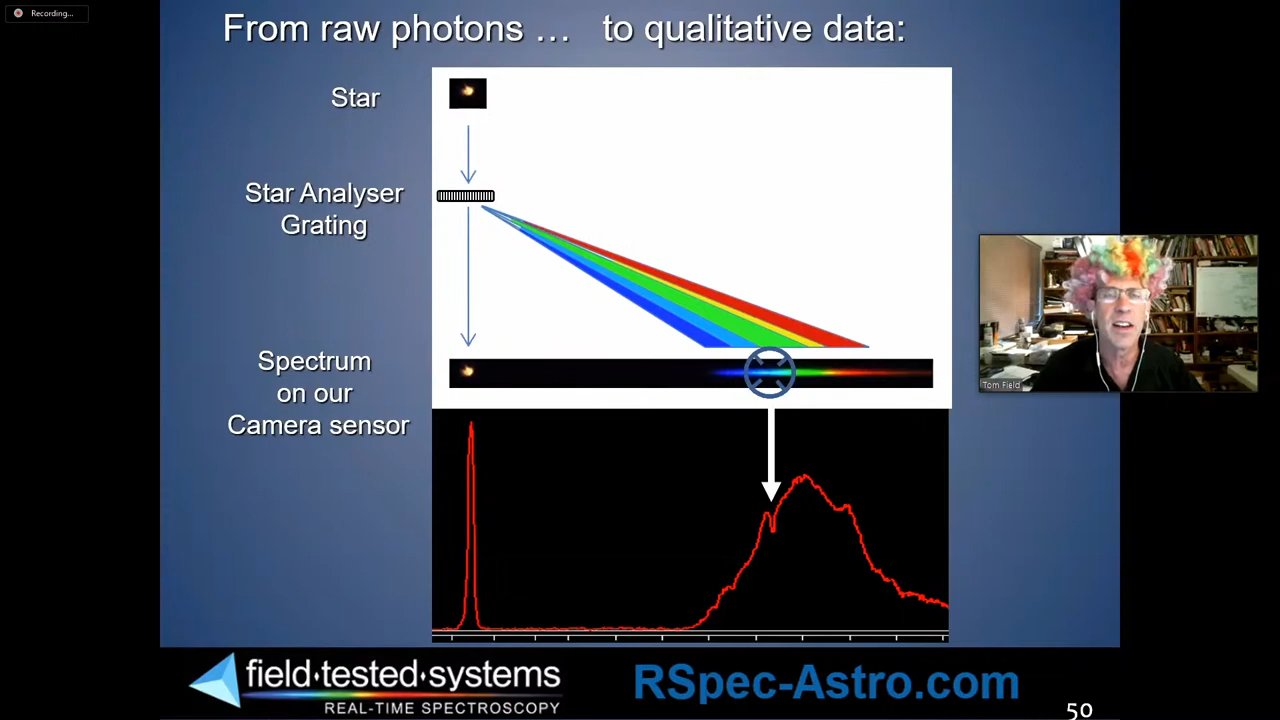 Recording...
From raw photons ... to qualitative data:
Star
Star Analyser
Grating
Spectrum
on our
Camera sensor
Tom Field
field·tested·systems
REAL-TIME SPECTROSCOPY
RSpec-Astro.com
50